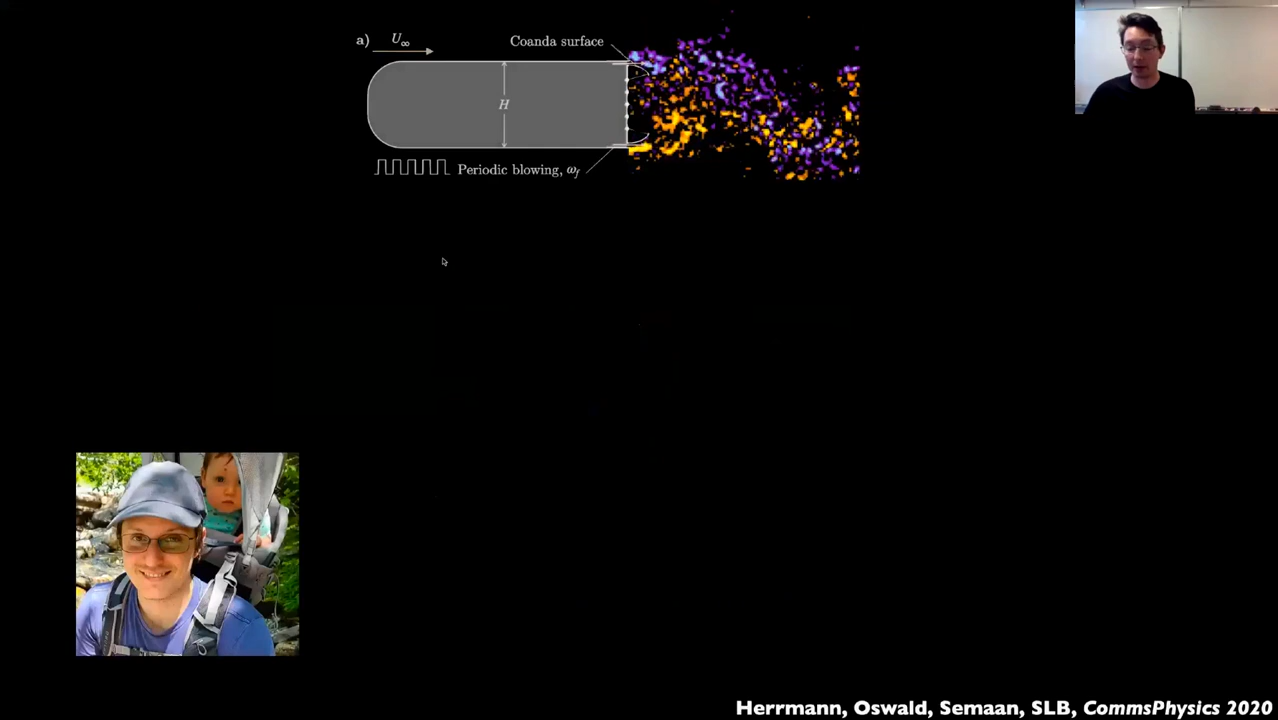 a)
U∞
Coanda surface
H
Periodic blowing, ωf
Herrmann, Oswald, Semaan, SLB, CommsPhysics 2020